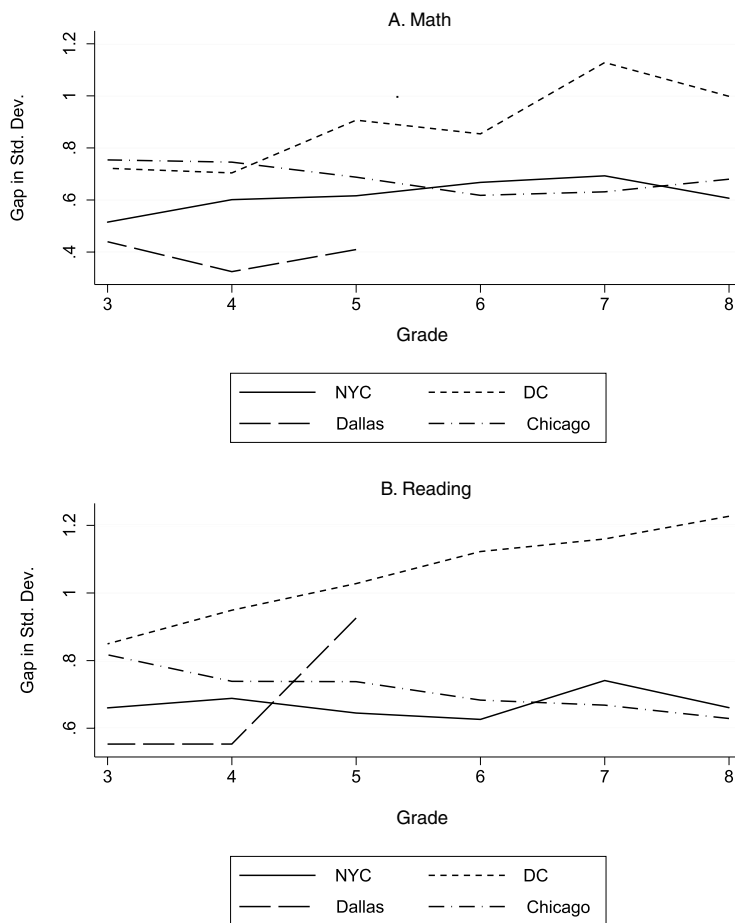 A. Math
Gap in Std. Dev.
1.2
1
.8
.6
.4
3 4 5 6 7 8
Grade
NYC DC
Dallas Chicago
B. Reading
Gap in Std. Dev.
1.2
1
.8
.6
3 4 5 6 7 8
Grade
NYC DC
Dallas Chicago